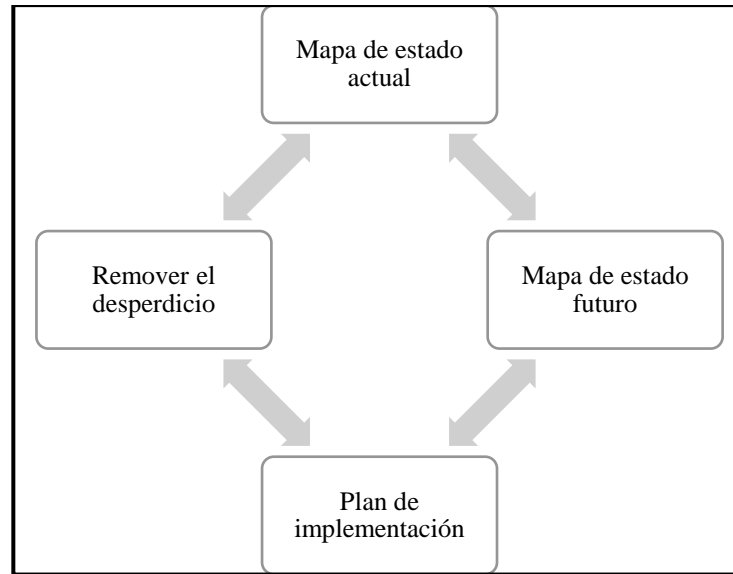 Mapa de estado
actual
Remover el
desperdicio
Mapa de estado
futuro
Plan de
implementación